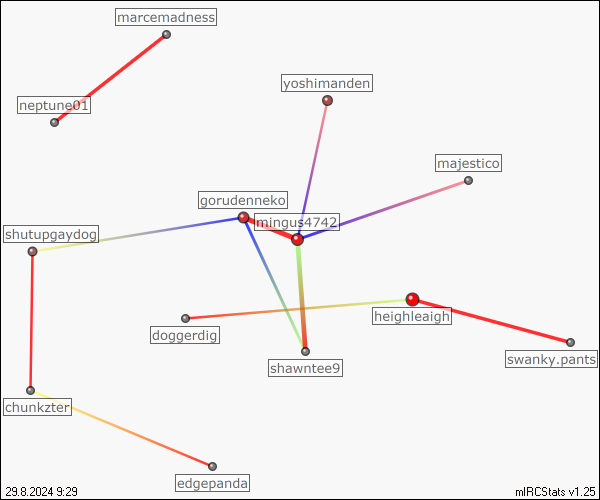 marcemadness
yoshimanden
neptune01
majestico
gorudenneko
mingus4742
shutupgaydog
heighleaigh
doggerdig
swanky.pants
shawntee9
chunkzter
edgepanda
29.8.2024 9:29
mIRCStats v1.25